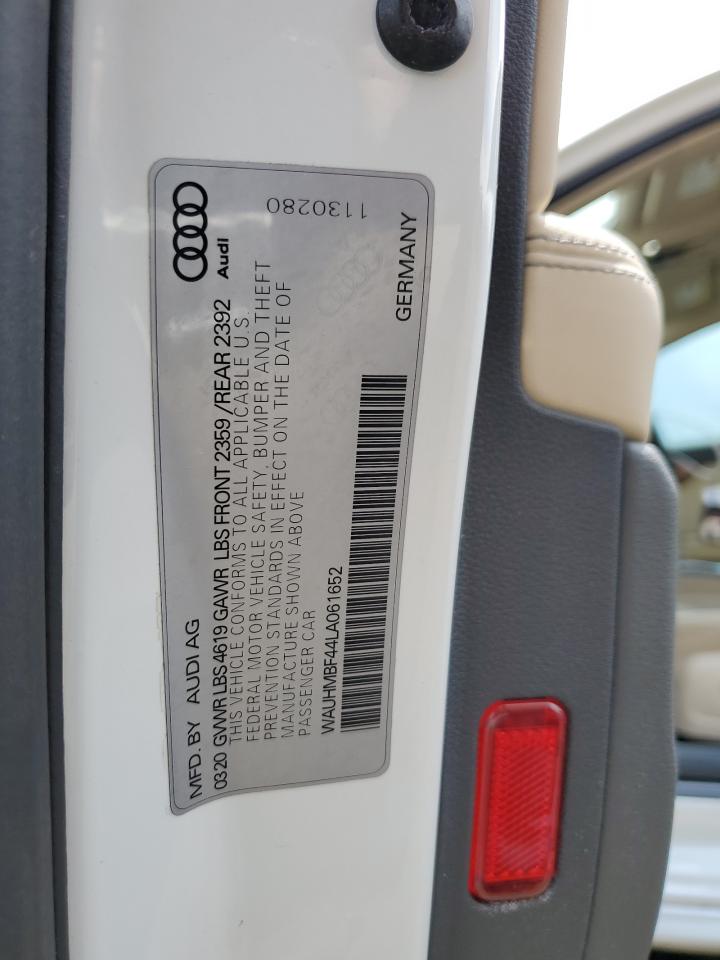 MFD. BY AUDI AG
0320 GVWR LBS 4619 GAWR LBS FRONT 2359 / REAR 2392
THIS VEHICLE CONFORMS TO ALL APPLICABLE U.S.
FEDERAL MOTOR VEHICLE SAFETY, BUMPER AND THEFT
PREVENTION STANDARDS IN EFFECT ON THE DATE OF
MANUFACTURE SHOWN ABOVE
PASSENGER CAR
WAUHMBF44LA061652
Audi
1130280
GERMANY